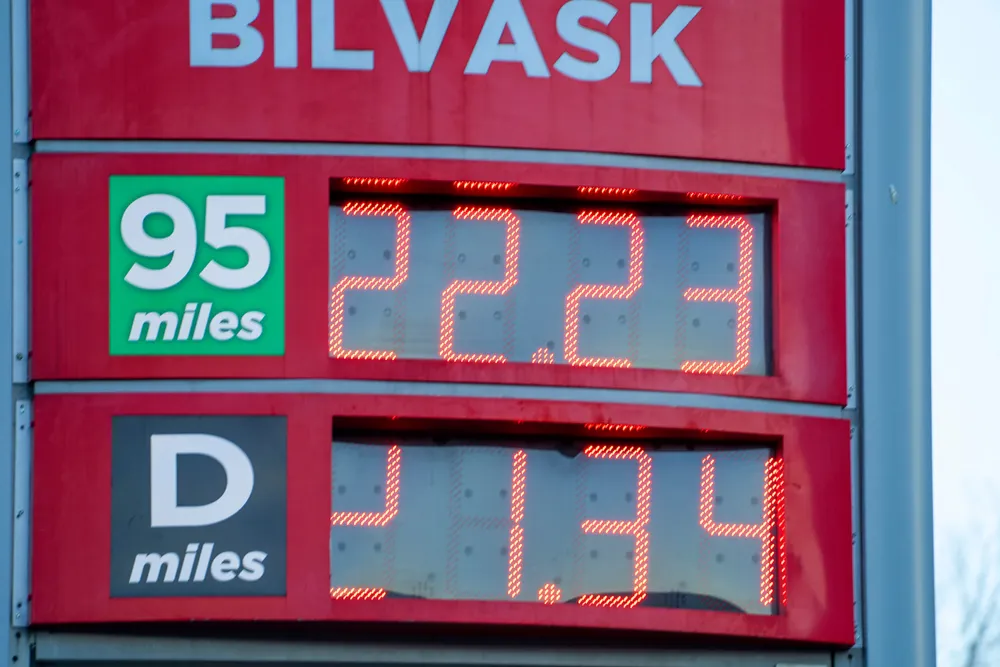 BILVASK
95
miles
22.23
D
miles
21.34